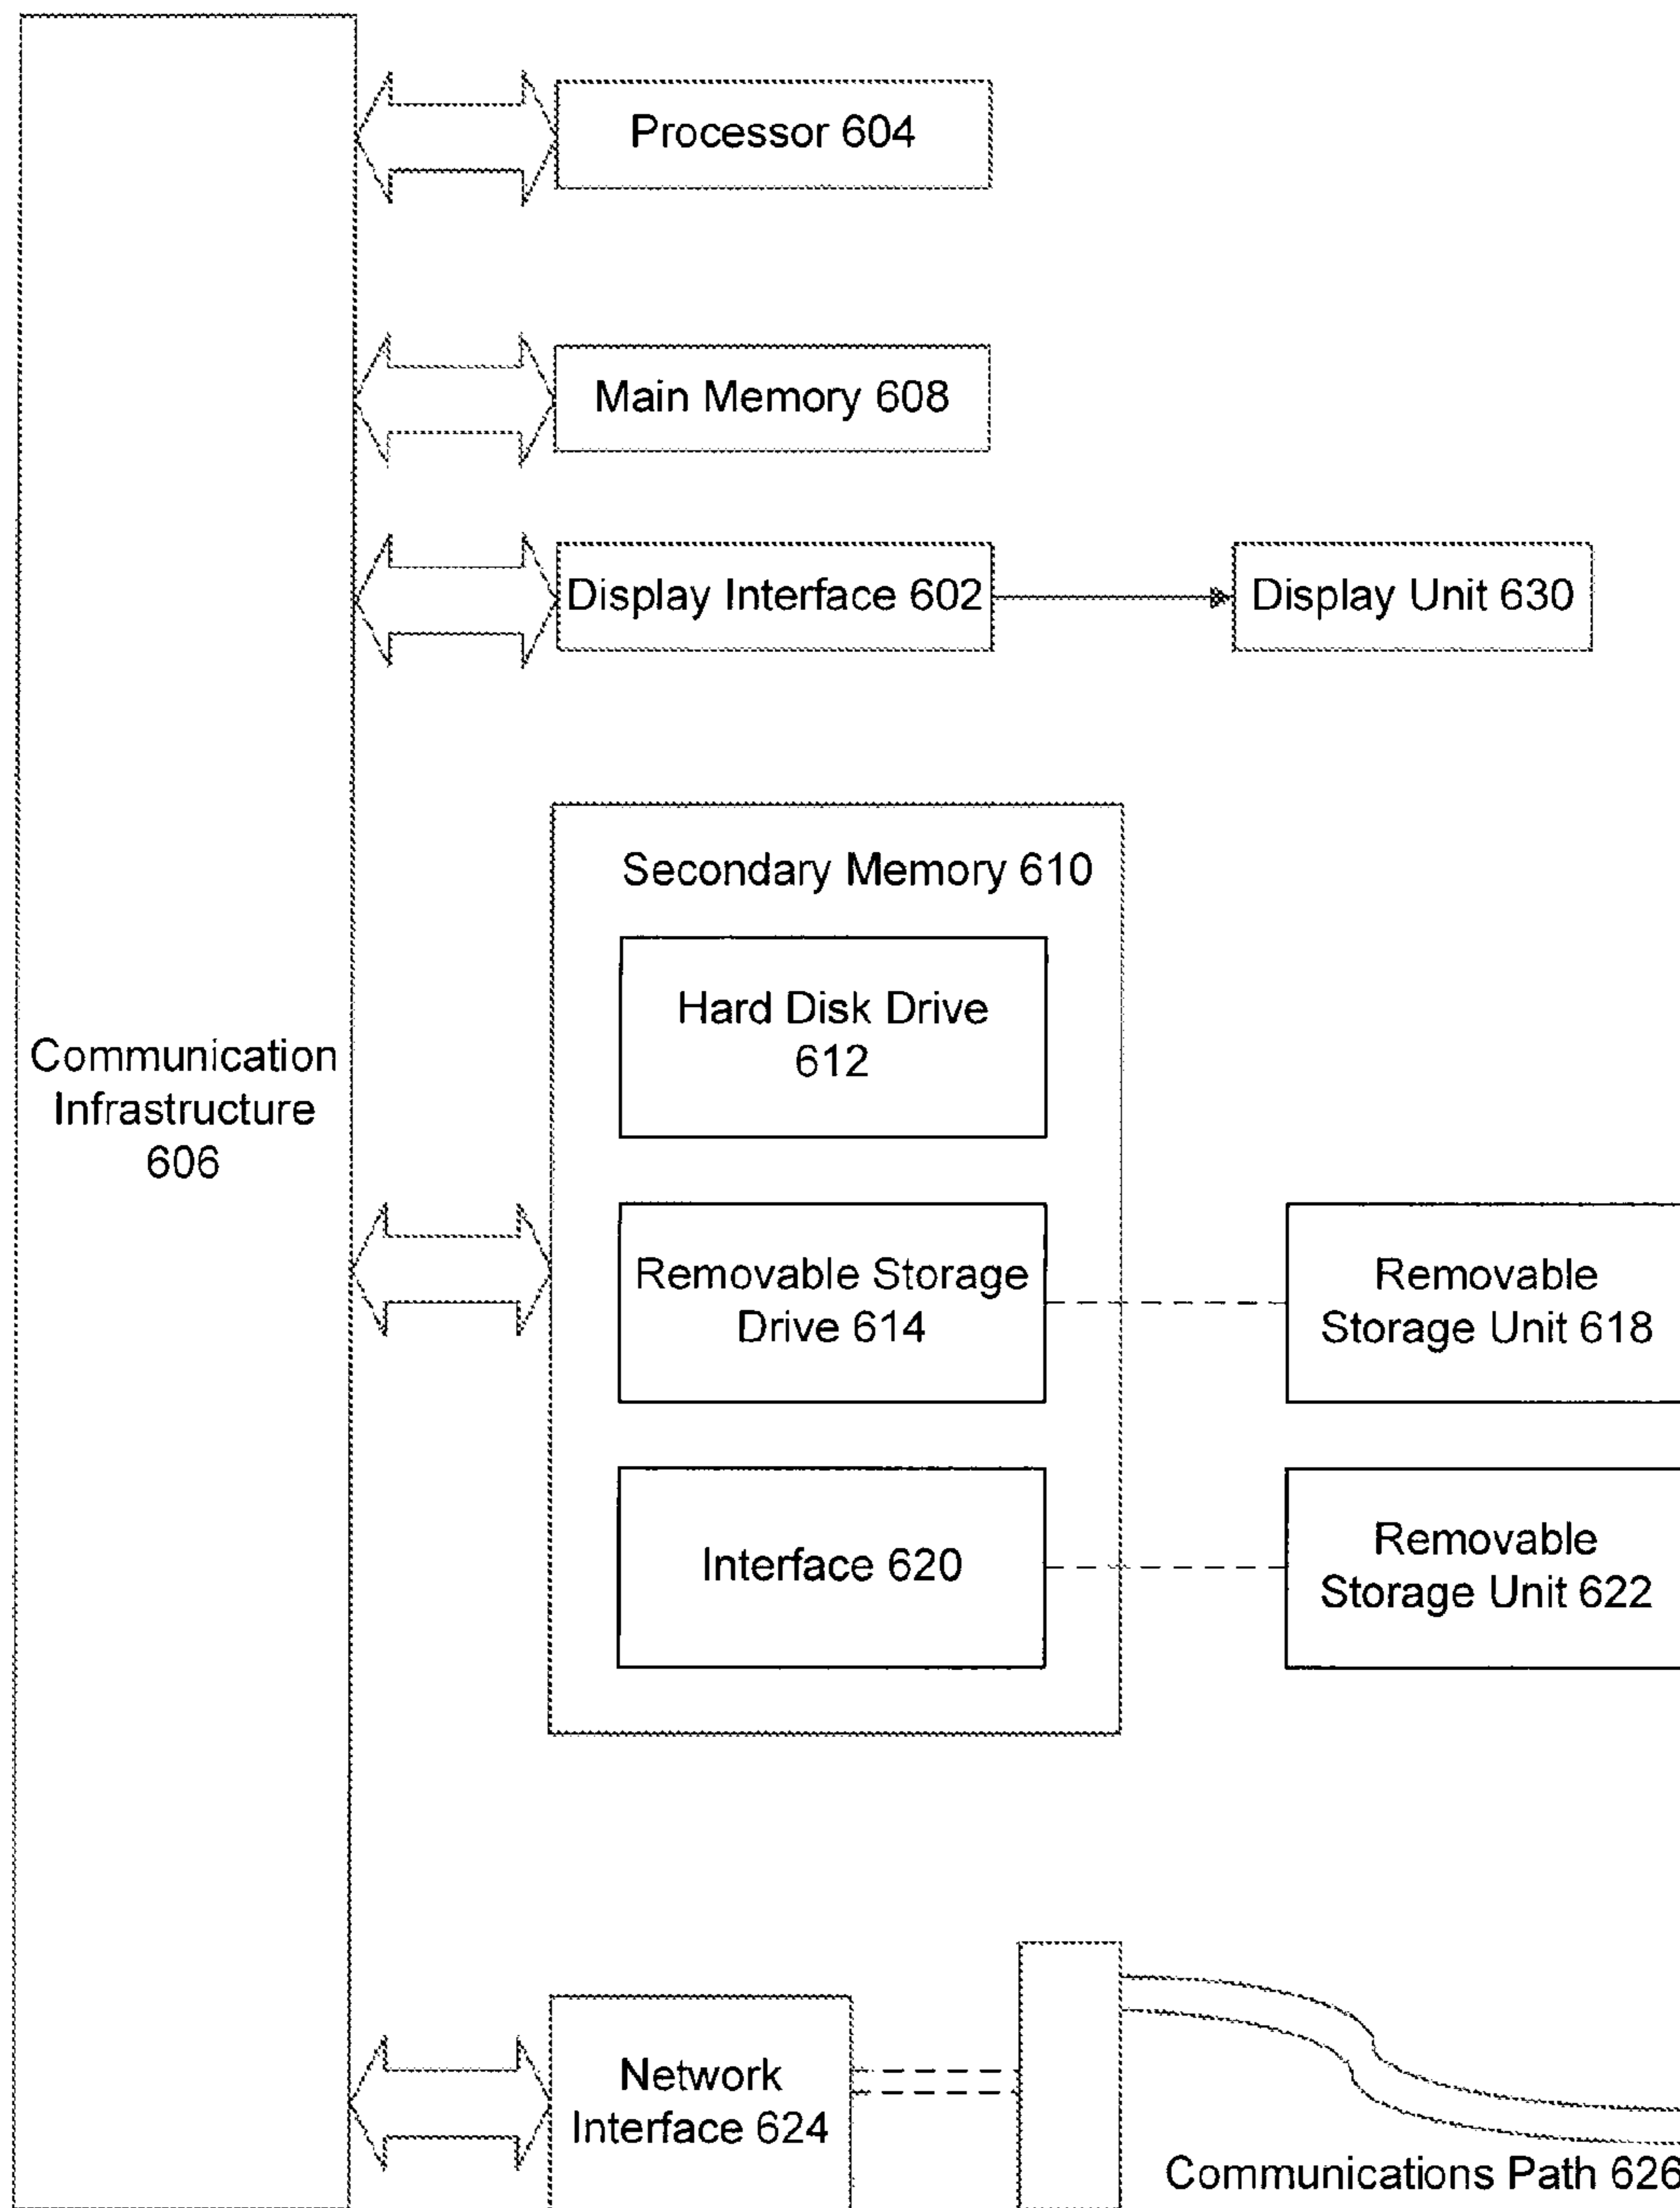 Processor 604
Main Memory 608
Display Interface 602
Display Unit 630
Secondary Memory 610
Hard Disk Drive
612
Communication
Infrastructure
606
Removable Storage
Drive 614
Removable
Storage Unit 618
Interface 620
Removable
Storage Unit 622
Network
Interface 624
Communications Path 626